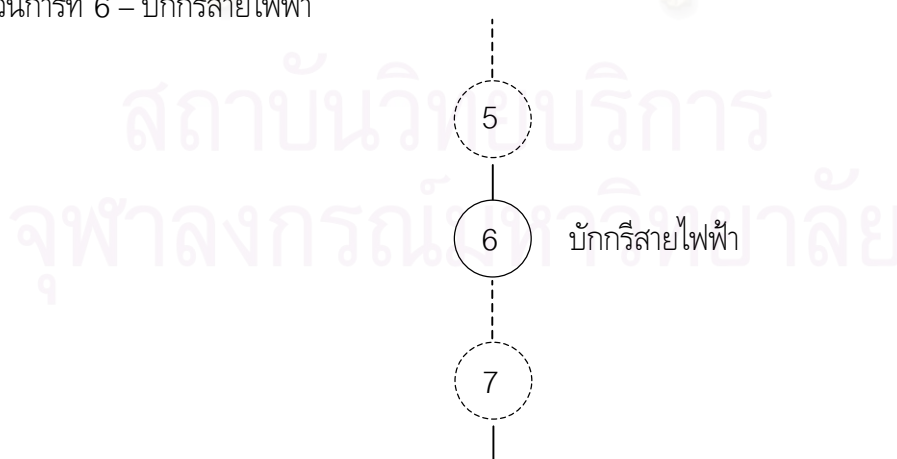 วนการที่ 6 – บักกรีสายไฟฟ้า
สถาบันวิทยบริการ
5
จุฬาลงกรณ์มหาวิทยาลัย
6 บักกรีสายไฟฟ้า
7